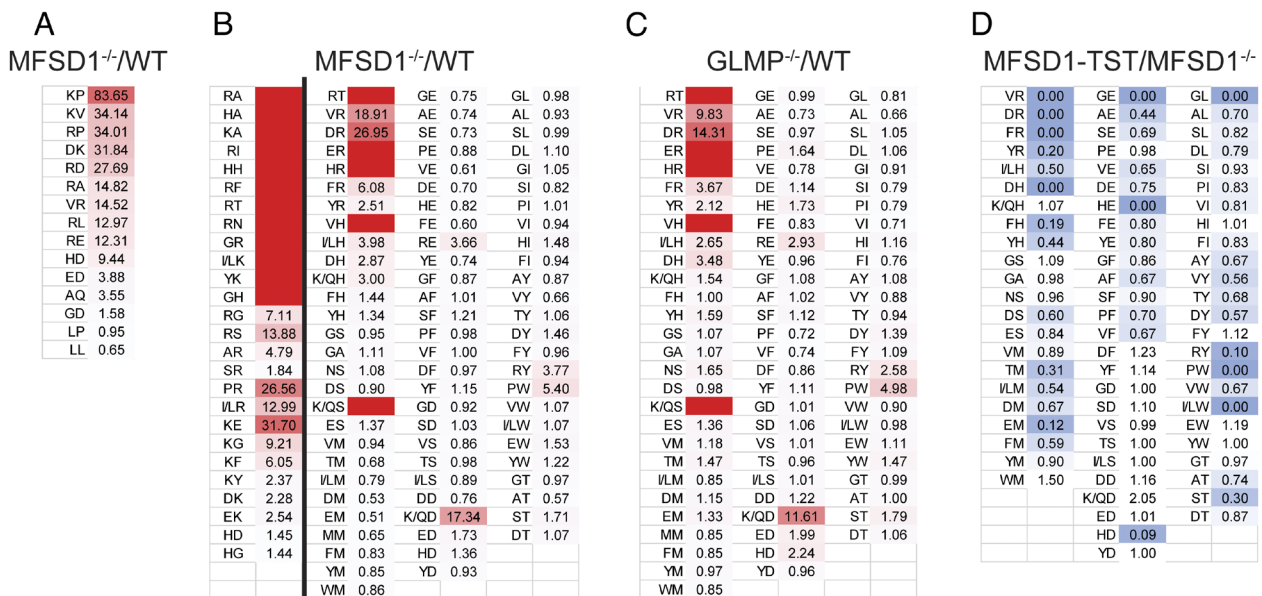 A
MFSD1-/-/WT
KP 83.65
KV 34.14
RP 34.01
DK 31.84
RD 27.69
RA 14.82
VR 14.52
RL 12.97
RE 12.31
HD 9.44
ED 3.88
AQ 3.55
GD 1.58
LP 0.95
LL 0.65
B
MFSD1-/-/WT
RA RT GE 0.75 GL 0.98
HA VR 18.91 AE 0.74 AL 0.93
KA DR 26.95 SE 0.73 SL 0.99
RI ER PE 0.88 DL 1.10
HH HR VE 0.61 GI 1.05
RF FR 6.08 DE 0.70 SI 0.82
RT YR 2.51 HE 0.82 PI 1.01
RN VH FE 0.60 VI 0.94
GR I/LH 3.98 RE 3.66 HI 1.48
I/LK DH 2.87 YE 0.74 FI 0.94
YK K/QH 3.00 GF 0.87 AY 0.87
GH FH 1.44 AF 1.01 VY 0.66
RG 7.11 YH 1.34 SF 1.21 TY 1.06
RS 13.88 GS 0.95 PF 0.98 DY 1.46
AR 4.79 GA 1.11 VF 1.00 FY 0.96
SR 1.84 NS 1.08 DF 0.97 RY 3.77
PR 26.56 DS 0.90 YF 1.15 PW 5.40
I/LR 12.99 K/QS GD 0.92 VW 1.07
KE 31.70 ES 1.37 SD 1.03 I/LW 1.07
KG 9.21 VM 0.94 VS 0.86 EW 1.53
KF 6.05 TM 0.68 TS 0.98 YW 1.22
KY 2.37 I/LM 0.79 I/LS 0.89 GT 0.97
DK 2.28 DM 0.53 DD 0.76 AT 0.57
EK 2.54 EM 0.51 K/QD 17.34 ST 1.71
HD 1.45 MM 0.65 ED 1.73 DT 1.07
HG 1.44 FM 0.83 HD 1.36
YM 0.85 YD 0.93
WM 0.86
C
GLMP-/-/WT
RT GE 0.99 GL 0.81
VR 9.83 AE 0.73 AL 0.66
DR 14.31 SE 0.97 SL 1.05
ER PE 1.64 DL 1.06
HR VE 0.78 GI 0.91
FR 3.67 DE 1.14 SI 0.79
YR 2.12 HE 1.73 PI 0.79
VH FE 0.83 VI 0.71
I/LH 2.65 RE 2.93 HI 1.16
DH 3.48 YE 0.96 FI 0.76
K/QH 1.54 GF 1.08 AY 1.08
FH 1.00 AF 1.02 VY 0.88
YH 1.59 SF 1.12 TY 0.94
GS 1.07 PF 0.72 DY 1.39
GA 1.07 VF 0.74 FY 1.09
NS 1.65 DF 0.86 RY 2.58
DS 0.98 YF 1.11 PW 4.98
K/QS GD 1.01 VW 0.90
ES 1.36 SD 1.06 I/LW 0.98
VM 1.18 VS 1.01 EW 1.11
TM 1.47 TS 0.96 YW 1.47
I/LM 0.85 I/LS 1.01 GT 0.99
DM 1.15 DD 1.22 AT 1.00
EM 1.33 K/QD 11.61 ST 1.79
MM 0.85 ED 1.99 DT 1.06
FM 0.85 HD 2.24
YM 0.97 YD 0.96
WM 0.85
D
MFSD1-TST/MFSD1-/-
VR 0.00 GE 0.00 GL 0.00
DR 0.00 AE 0.44 AL 0.70
FR 0.00 SE 0.69 SL 0.82
YR 0.20 PE 0.98 DL 0.79
I/LH 0.50 VE 0.65 SI 0.93
DH 0.00 DE 0.75 PI 0.83
K/QH 1.07 HE 0.00 VI 0.81
FH 0.19 FE 0.80 HI 1.01
YH 0.44 YE 0.80 FI 0.83
GS 1.09 GF 0.86 AY 0.67
GA 0.98 AF 0.67 VY 0.56
NS 0.96 SF 0.90 TY 0.68
DS 0.60 PF 0.70 DY 0.57
ES 0.84 VF 0.67 FY 1.12
VM 0.89 DF 1.23 RY 0.10
TM 0.31 YF 1.14 PW 0.00
I/LM 0.54 GD 1.00 VW 0.67
DM 0.67 SD 1.10 I/LW 0.00
EM 0.12 VS 0.99 EW 1.19
FM 0.59 TS 1.00 YW 1.00
YM 0.90 I/LS 1.00 GT 0.97
WM 1.50 DD 1.16 AT 0.74
K/QD 2.05 ST 0.30
ED 1.01 DT 0.87
HD 0.09
YD 1.00